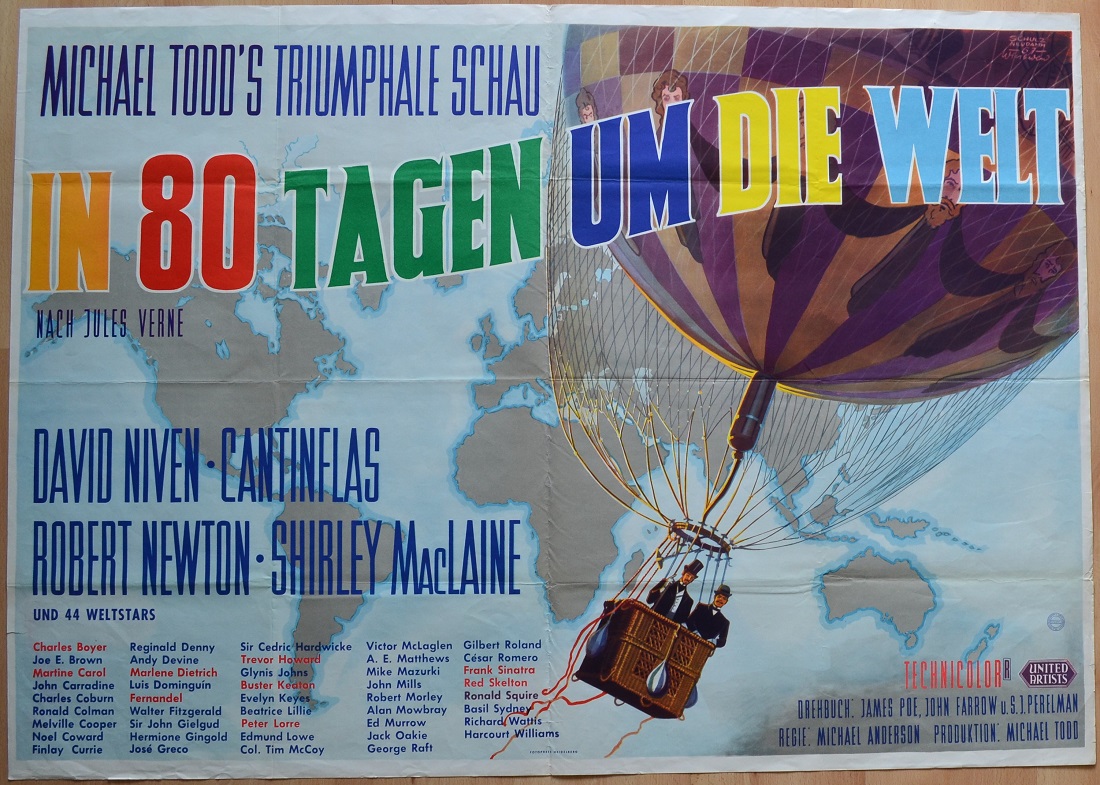 MICHAEL TODD'S TRIUMPHALE SCHAU
IN 80 TAGEN UM DIE WELT
NACH JULES VERNE
DAVID NIVEN · CANTINFLAS
ROBERT NEWTON · SHIRLEY MACLAINE
UND 44 WELTSTARS
Charles Boyer
Joe E. Brown
Martine Carol
John Carradine
Charles Coburn
Ronald Colman
Melville Cooper
Noel Coward
Finlay Currie
Reginald Denny
Andy Devine
Marlene Dietrich
Luis Dominguín
Fernandel
Walter Fitzgerald
Sir John Gielgud
Hermione Gingold
José Greco
Sir Cedric Hardwicke
Trevor Howard
Glynis Johns
Buster Keaton
Evelyn Keyes
Beatrice Lillie
Peter Lorre
Edmund Lowe
Col. Tim McCoy
Victor McLaglen
A. E. Matthews
Mike Mazurki
John Mills
Robert Morley
Alan Mowbray
Ed Murrow
Jack Oakie
George Raft
Gilbert Roland
César Romero
Frank Sinatra
Red Skelton
Ronald Squire
Basil Sydney
Richard Wattis
Harcourt Williams
TECHNICOLOR R
UNITED
ARTISTS
DREHBUCH: JAMES POE, JOHN FARROW u. S.J. PERELMAN
REGIE: MICHAEL ANDERSON PRODUKTION: MICHAEL TODD
SCHULZ
NEUMANN